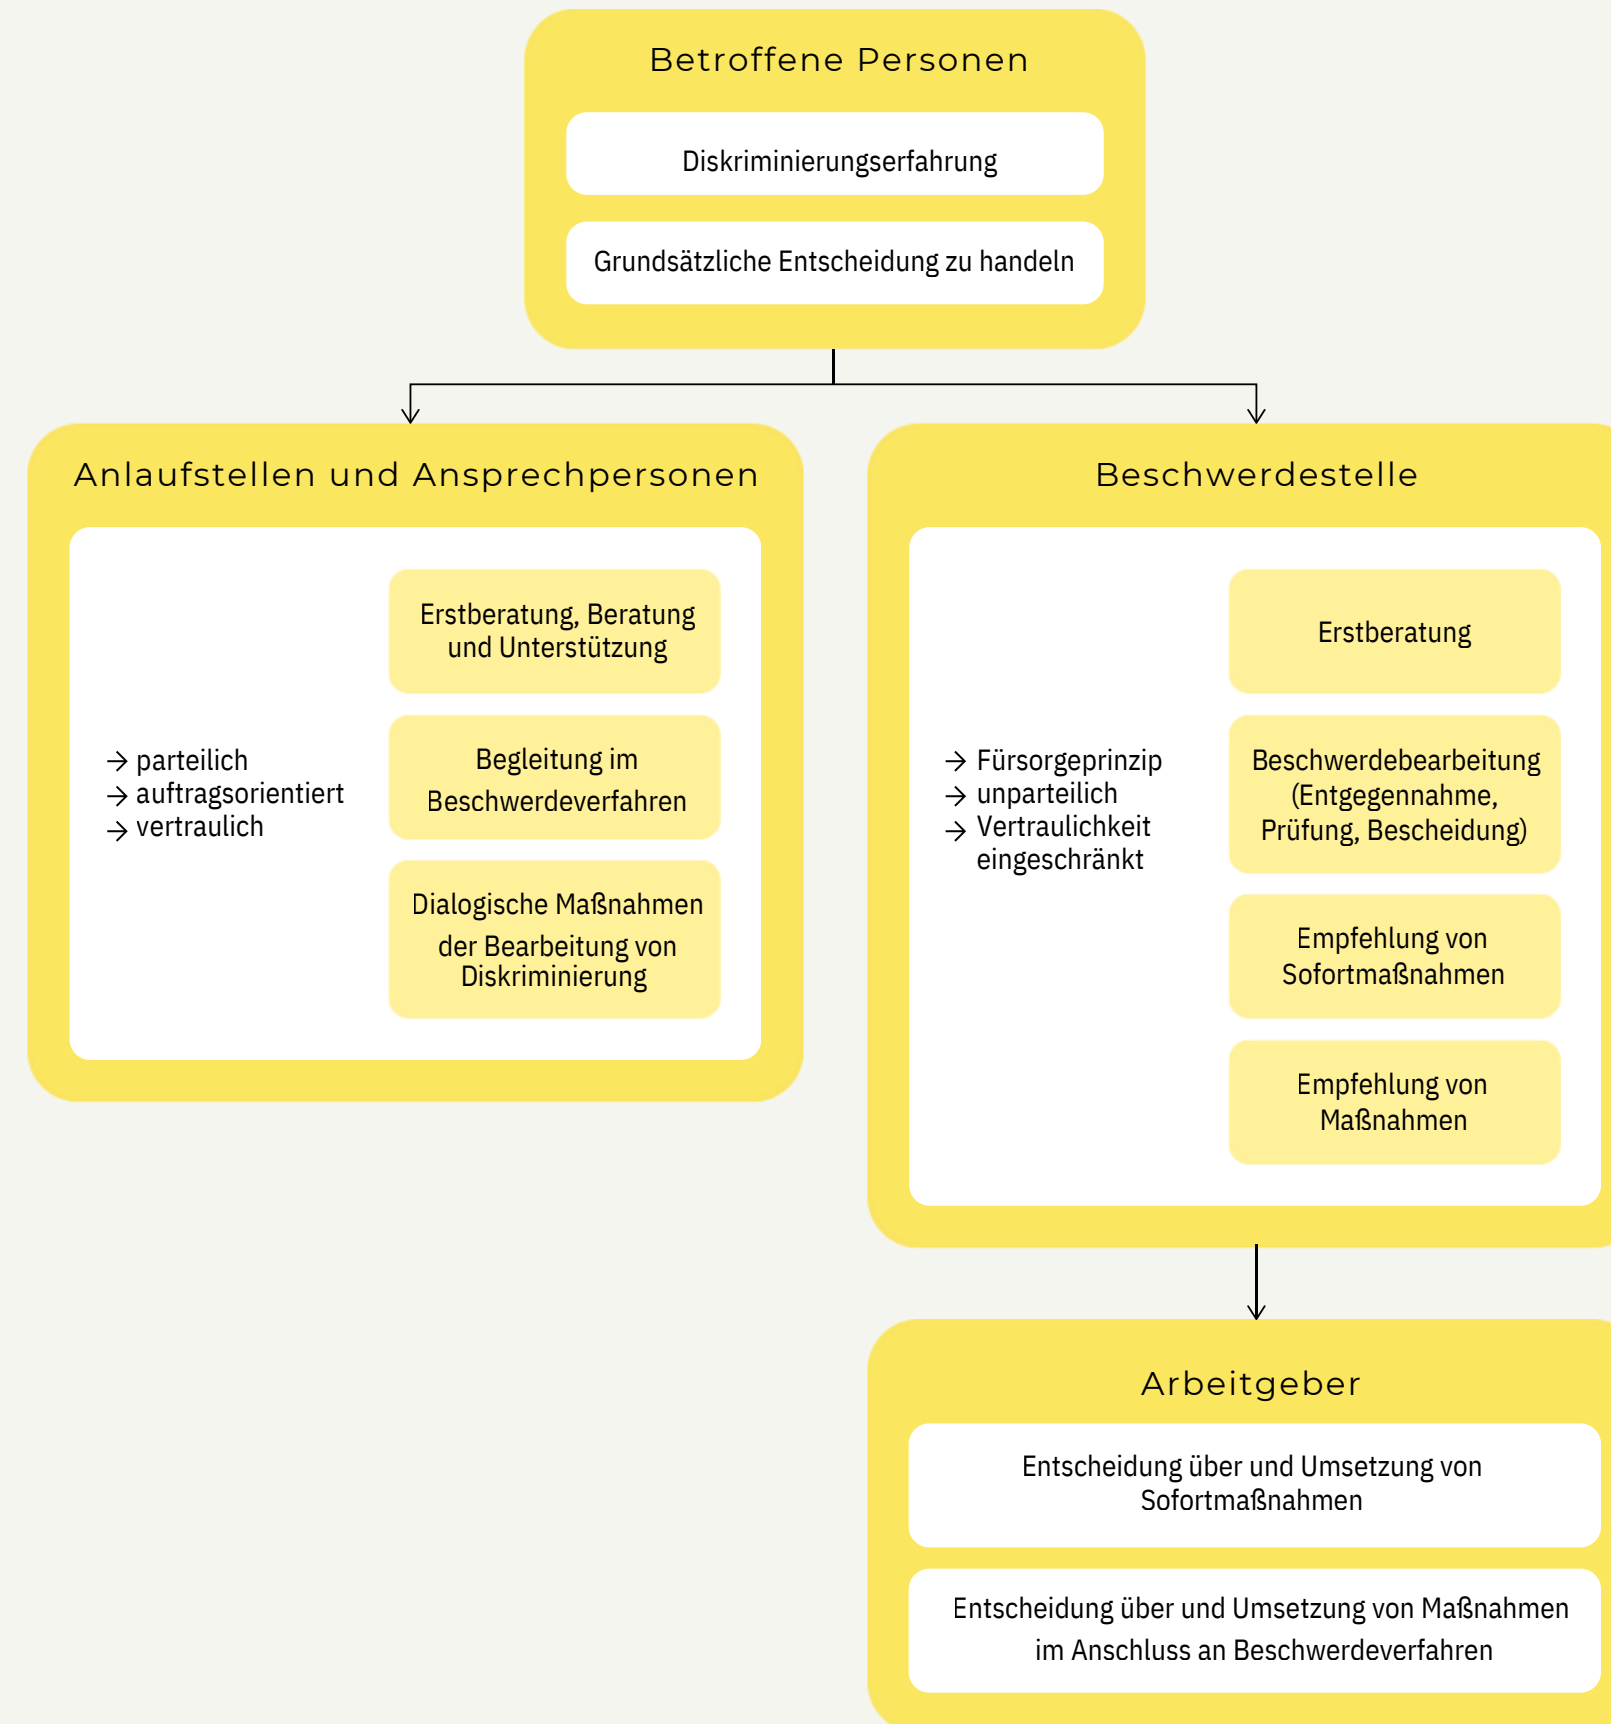 Betroffene Personen
Diskriminierungserfahrung
Grundsätzliche Entscheidung zu handeln
Anlaufstellen und Ansprechpersonen
→ parteilich
→ auftragsorientiert
→ vertraulich
Erstberatung, Beratung
und Unterstützung
Begleitung im
Beschwerdeverfahren
Dialogische Maßnahmen
der Bearbeitung von
Diskriminierung
Beschwerdestelle
→ Fürsorgeprinzip
→ unparteilich
→ Vertraulichkeit
eingeschränkt
Erstberatung
Beschwerdebearbeitung
(Entgegennahme,
Prüfung, Bescheidung)
Empfehlung von
Sofortmaßnahmen
Empfehlung von
Maßnahmen
Arbeitgeber
Entscheidung über und Umsetzung von
Sofortmaßnahmen
Entscheidung über und Umsetzung von Maßnahmen
im Anschluss an Beschwerdeverfahren